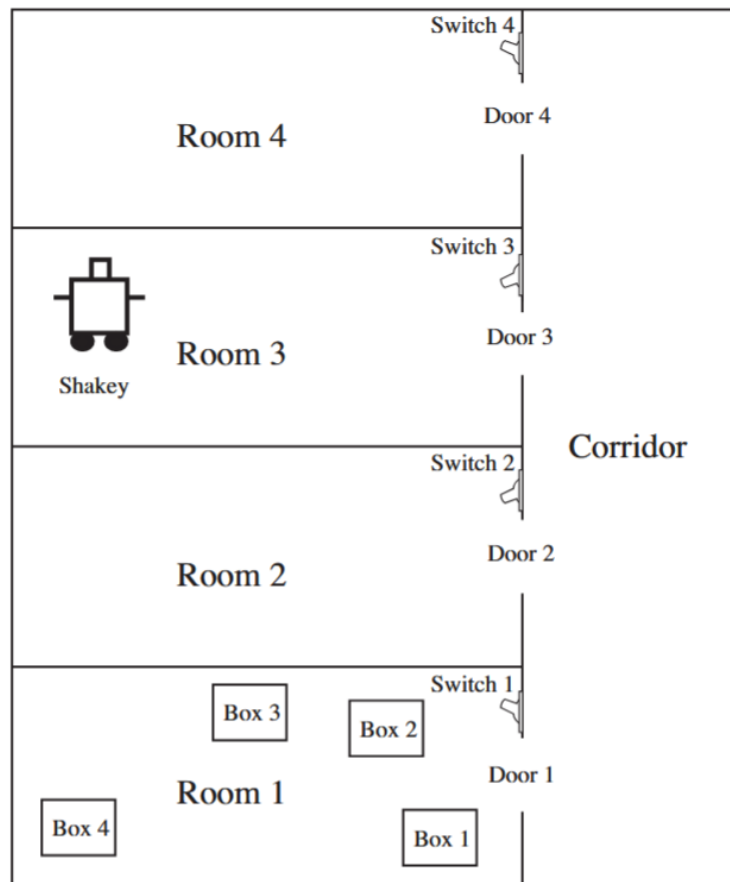 Switch 4
Door 4
Room 4
Switch 3
Door 3
Room 3
Shakey
Corridor
Switch 2
Door 2
Room 2
Switch 1
Box 3
Box 2
Door 1
Room 1
Box 4
Box 1